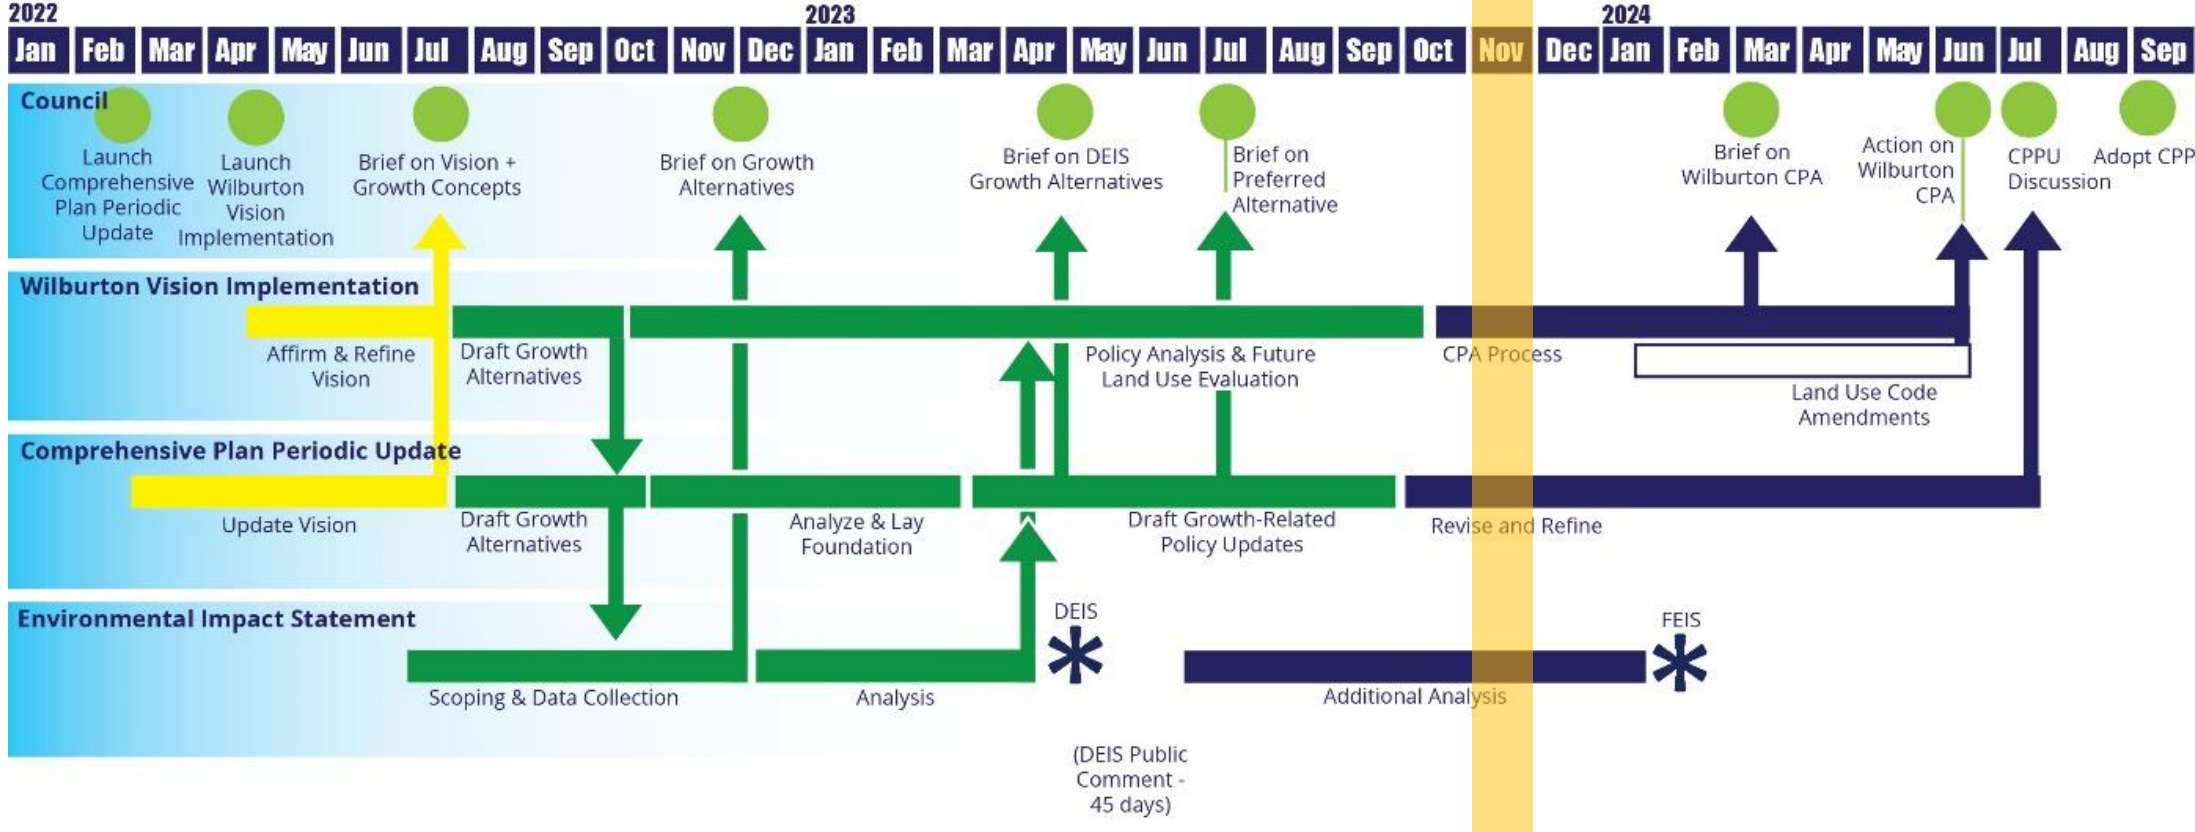 2022 2023 2024
Jan Feb Mar Apr May Jun Jul Aug Sep Oct Nov Dec Jan Feb Mar Apr May Jun Jul Aug Sep Oct Nov Dec Jan Feb Mar Apr May Jun Jul Aug Sep
Council
Launch
Comprehensive
Plan Periodic
Update
Launch
Wilburton
Vision
Implementation
Brief on Vision +
Growth Concepts
Brief on Growth
Alternatives
Brief on DEIS
Growth Alternatives
Brief on
Preferred
Alternative
Brief on
Wilburton CPA
Action on
Wilburton
CPA
CPPU
Discussion
Adopt CPP
Wilburton Vision Implementation
Affirm & Refine
Vision
Draft Growth
Alternatives
Policy Analysis & Future
Land Use Evaluation
CPA Process
Land Use Code
Amendments
Comprehensive Plan Periodic Update
Update Vision
Draft Growth
Alternatives
Analyze & Lay
Foundation
Draft Growth-Related
Policy Updates
Revise and Refine
Environmental Impact Statement
Scoping & Data Collection
Analysis
DEIS
(DEIS Public
Comment -
45 days)
Additional Analysis
FEIS